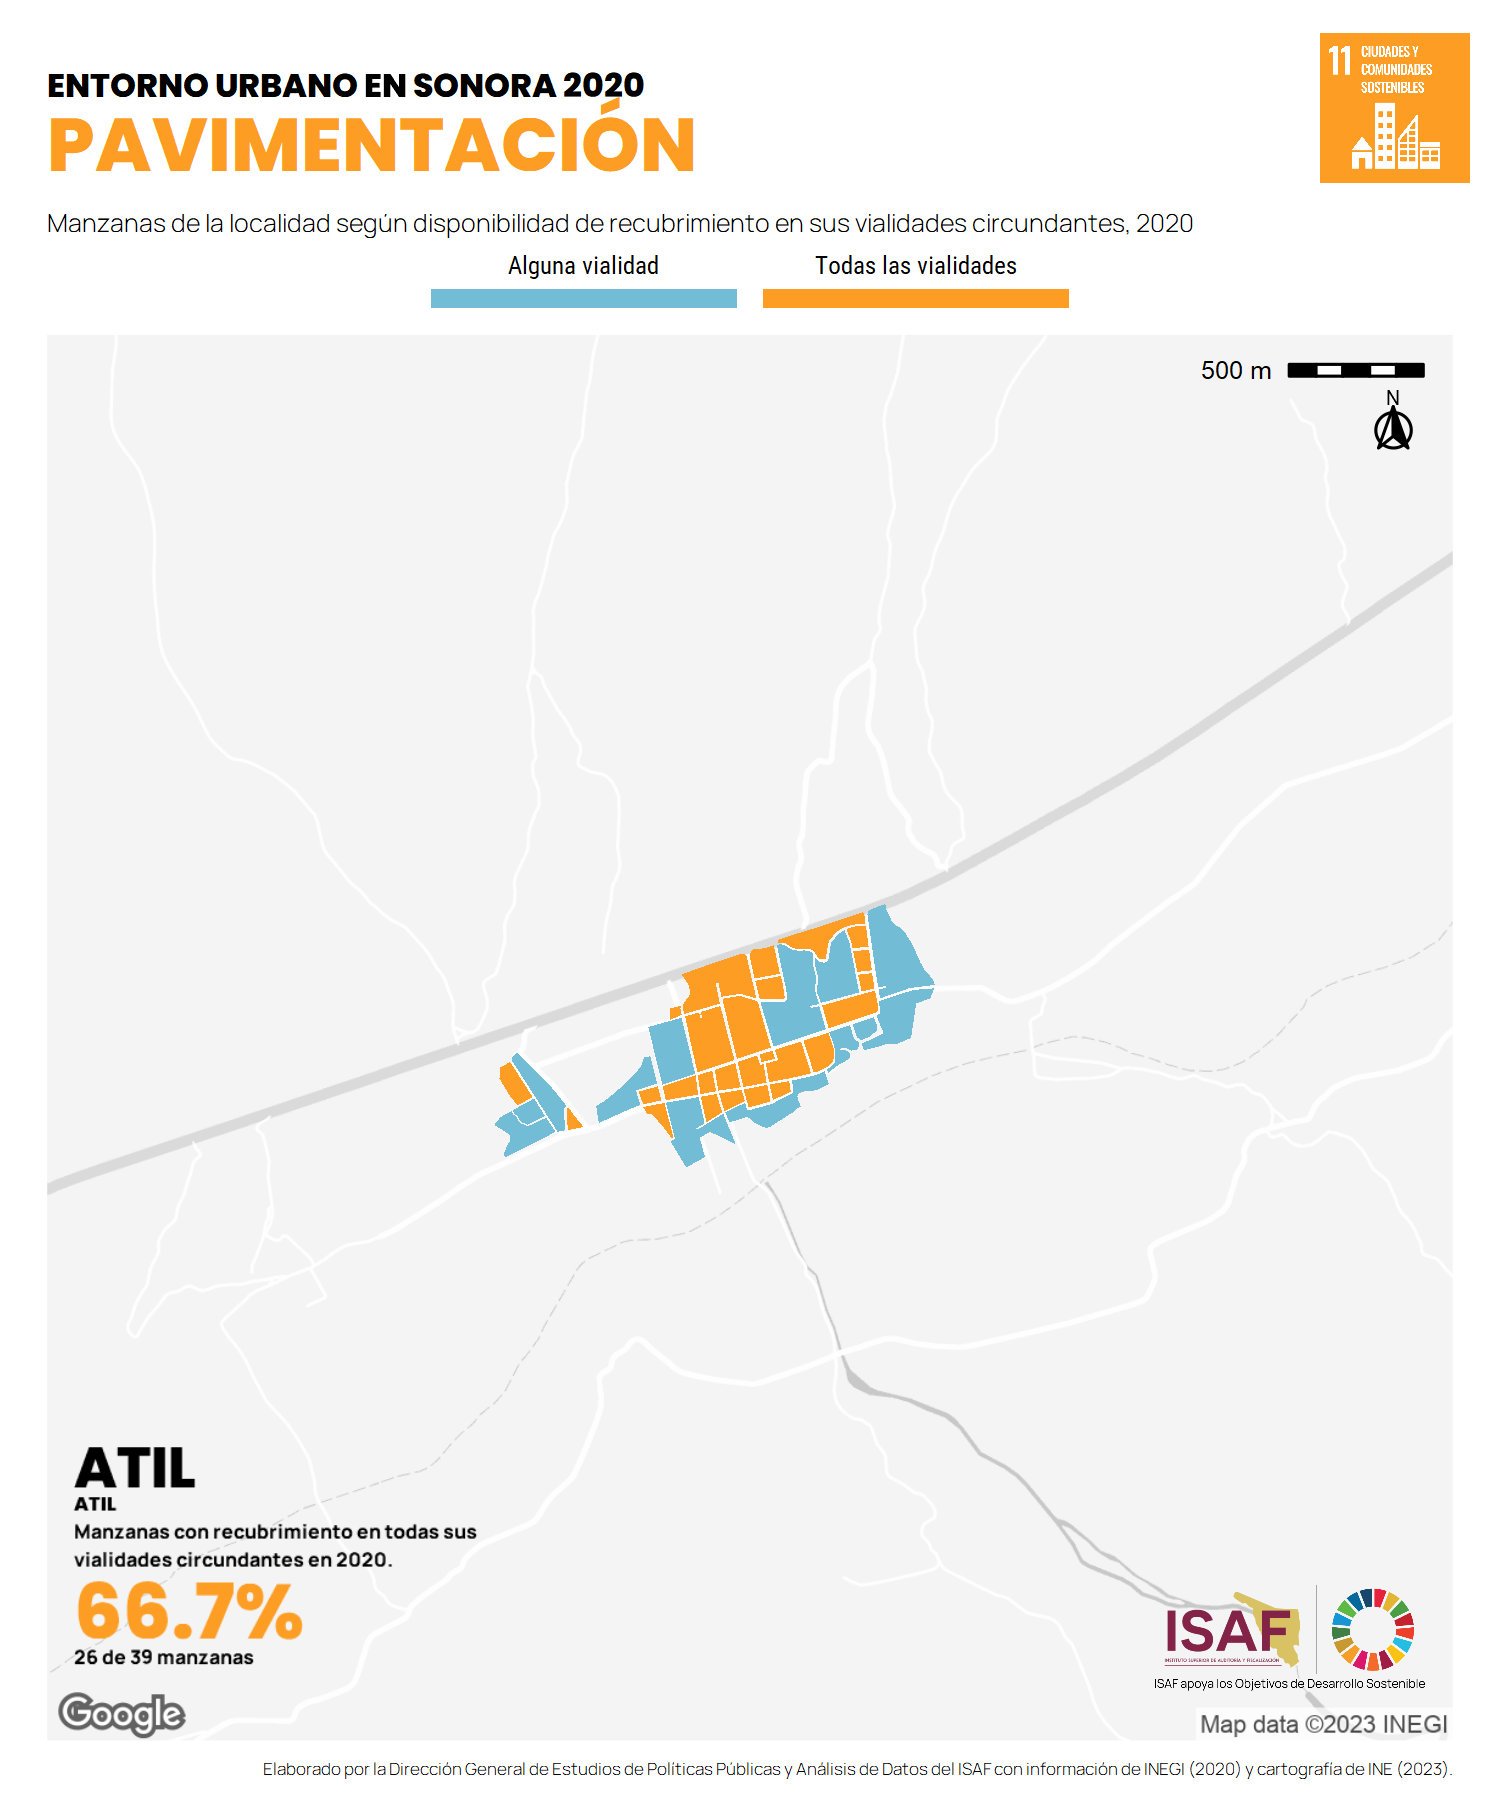 ENTORNO URBANO EN SONORA 2020
PAVIMENTACIÓN
11 CIUDADES Y
COMUNIDADES
SOSTENIBLES
Manzanas de la localidad según disponibilidad de recubrimiento en sus vialidades circundantes, 2020
Alguna vialidad
Todas las vialidades
500 m
N
ATIL
ATIL
Manzanas con recubrimiento en todas sus
vialidades circundantes en 2020.
66.7%
26 de 39 manzanas
Google
ISAF
INSTITUTO SUPERIOR DE AUDITORÍA Y FISCALIZACIÓN
ISAF apoya los Objetivos de Desarrollo Sostenible
Map data ©2023 INEGI
Elaborado por la Dirección General de Estudios de Políticas Públicas y Análisis de Datos del ISAF con información de INEGI (2020) y cartografía de INE (2023).